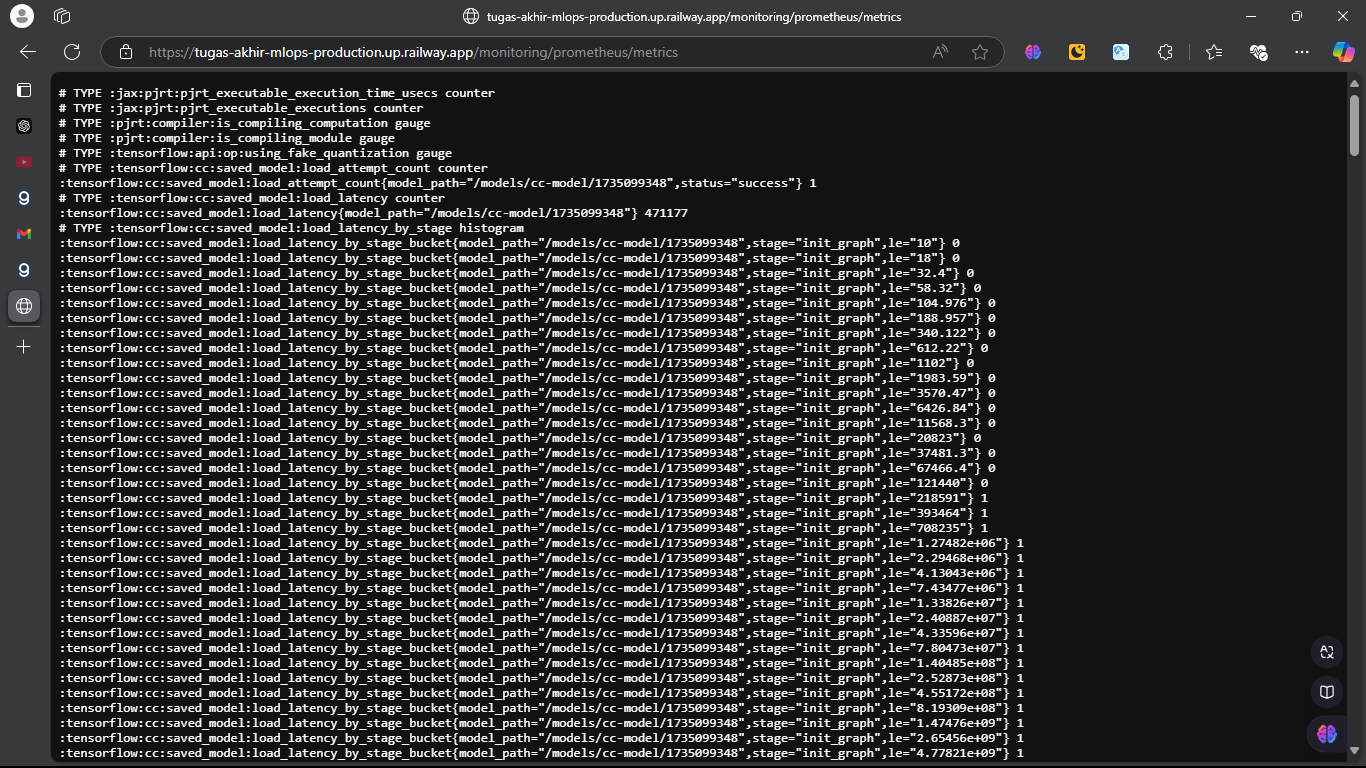 tugas-akhir-mlops-production.up.railway.app/monitoring/prometheus/metrics
https://tugas-akhir-mlops-production.up.railway.app/monitoring/prometheus/metrics
# TYPE :jax:pjrt:pjrt_executable_execution_time_usecs counter
# TYPE :jax:pjrt:pjrt_executable_executions counter
# TYPE :pjrt:compiler:is_compiling_computation gauge
# TYPE :pjrt:compiler:is_compiling_module gauge
# TYPE :tensorflow:api:op:using_fake_quantization gauge
# TYPE :tensorflow:cc:saved_model:load_attempt_count counter
:tensorflow:cc:saved_model:load_attempt_count{model_path="/models/cc-model/1735099348",status="success"} 1
# TYPE :tensorflow:cc:saved_model:load_latency counter
:tensorflow:cc:saved_model:load_latency{model_path="/models/cc-model/1735099348"} 471177
# TYPE :tensorflow:cc:saved_model:load_latency_by_stage histogram
:tensorflow:cc:saved_model:load_latency_by_stage_bucket{model_path="/models/cc-model/1735099348",stage="init_graph",le="10"} 0
:tensorflow:cc:saved_model:load_latency_by_stage_bucket{model_path="/models/cc-model/1735099348",stage="init_graph",le="18"} 0
:tensorflow:cc:saved_model:load_latency_by_stage_bucket{model_path="/models/cc-model/1735099348",stage="init_graph",le="32.4"} 0
:tensorflow:cc:saved_model:load_latency_by_stage_bucket{model_path="/models/cc-model/1735099348",stage="init_graph",le="58.32"} 0
:tensorflow:cc:saved_model:load_latency_by_stage_bucket{model_path="/models/cc-model/1735099348",stage="init_graph",le="104.976"} 0
:tensorflow:cc:saved_model:load_latency_by_stage_bucket{model_path="/models/cc-model/1735099348",stage="init_graph",le="188.957"} 0
:tensorflow:cc:saved_model:load_latency_by_stage_bucket{model_path="/models/cc-model/1735099348",stage="init_graph",le="340.122"} 0
:tensorflow:cc:saved_model:load_latency_by_stage_bucket{model_path="/models/cc-model/1735099348",stage="init_graph",le="612.22"} 0
:tensorflow:cc:saved_model:load_latency_by_stage_bucket{model_path="/models/cc-model/1735099348",stage="init_graph",le="1102"} 0
:tensorflow:cc:saved_model:load_latency_by_stage_bucket{model_path="/models/cc-model/1735099348",stage="init_graph",le="1983.59"} 0
:tensorflow:cc:saved_model:load_latency_by_stage_bucket{model_path="/models/cc-model/1735099348",stage="init_graph",le="3570.47"} 0
:tensorflow:cc:saved_model:load_latency_by_stage_bucket{model_path="/models/cc-model/1735099348",stage="init_graph",le="6426.84"} 0
:tensorflow:cc:saved_model:load_latency_by_stage_bucket{model_path="/models/cc-model/1735099348",stage="init_graph",le="11568.3"} 0
:tensorflow:cc:saved_model:load_latency_by_stage_bucket{model_path="/models/cc-model/1735099348",stage="init_graph",le="20823"} 0
:tensorflow:cc:saved_model:load_latency_by_stage_bucket{model_path="/models/cc-model/1735099348",stage="init_graph",le="37481.3"} 0
:tensorflow:cc:saved_model:load_latency_by_stage_bucket{model_path="/models/cc-model/1735099348",stage="init_graph",le="67466.4"} 0
:tensorflow:cc:saved_model:load_latency_by_stage_bucket{model_path="/models/cc-model/1735099348",stage="init_graph",le="121440"} 0
:tensorflow:cc:saved_model:load_latency_by_stage_bucket{model_path="/models/cc-model/1735099348",stage="init_graph",le="218591"} 1
:tensorflow:cc:saved_model:load_latency_by_stage_bucket{model_path="/models/cc-model/1735099348",stage="init_graph",le="393464"} 1
:tensorflow:cc:saved_model:load_latency_by_stage_bucket{model_path="/models/cc-model/1735099348",stage="init_graph",le="708235"} 1
:tensorflow:cc:saved_model:load_latency_by_stage_bucket{model_path="/models/cc-model/1735099348",stage="init_graph",le="1.27482e+06"} 1
:tensorflow:cc:saved_model:load_latency_by_stage_bucket{model_path="/models/cc-model/1735099348",stage="init_graph",le="2.29468e+06"} 1
:tensorflow:cc:saved_model:load_latency_by_stage_bucket{model_path="/models/cc-model/1735099348",stage="init_graph",le="4.13043e+06"} 1
:tensorflow:cc:saved_model:load_latency_by_stage_bucket{model_path="/models/cc-model/1735099348",stage="init_graph",le="7.43477e+06"} 1
:tensorflow:cc:saved_model:load_latency_by_stage_bucket{model_path="/models/cc-model/1735099348",stage="init_graph",le="1.33826e+07"} 1
:tensorflow:cc:saved_model:load_latency_by_stage_bucket{model_path="/models/cc-model/1735099348",stage="init_graph",le="2.40887e+07"} 1
:tensorflow:cc:saved_model:load_latency_by_stage_bucket{model_path="/models/cc-model/1735099348",stage="init_graph",le="4.33596e+07"} 1
:tensorflow:cc:saved_model:load_latency_by_stage_bucket{model_path="/models/cc-model/1735099348",stage="init_graph",le="7.80473e+07"} 1
:tensorflow:cc:saved_model:load_latency_by_stage_bucket{model_path="/models/cc-model/1735099348",stage="init_graph",le="1.40485e+08"} 1
:tensorflow:cc:saved_model:load_latency_by_stage_bucket{model_path="/models/cc-model/1735099348",stage="init_graph",le="2.52873e+08"} 1
:tensorflow:cc:saved_model:load_latency_by_stage_bucket{model_path="/models/cc-model/1735099348",stage="init_graph",le="4.55172e+08"} 1
:tensorflow:cc:saved_model:load_latency_by_stage_bucket{model_path="/models/cc-model/1735099348",stage="init_graph",le="8.19309e+08"} 1
:tensorflow:cc:saved_model:load_latency_by_stage_bucket{model_path="/models/cc-model/1735099348",stage="init_graph",le="1.47476e+09"} 1
:tensorflow:cc:saved_model:load_latency_by_stage_bucket{model_path="/models/cc-model/1735099348",stage="init_graph",le="2.65456e+09"} 1
:tensorflow:cc:saved_model:load_latency_by_stage_bucket{model_path="/models/cc-model/1735099348",stage="init_graph",le="4.77821e+09"} 1